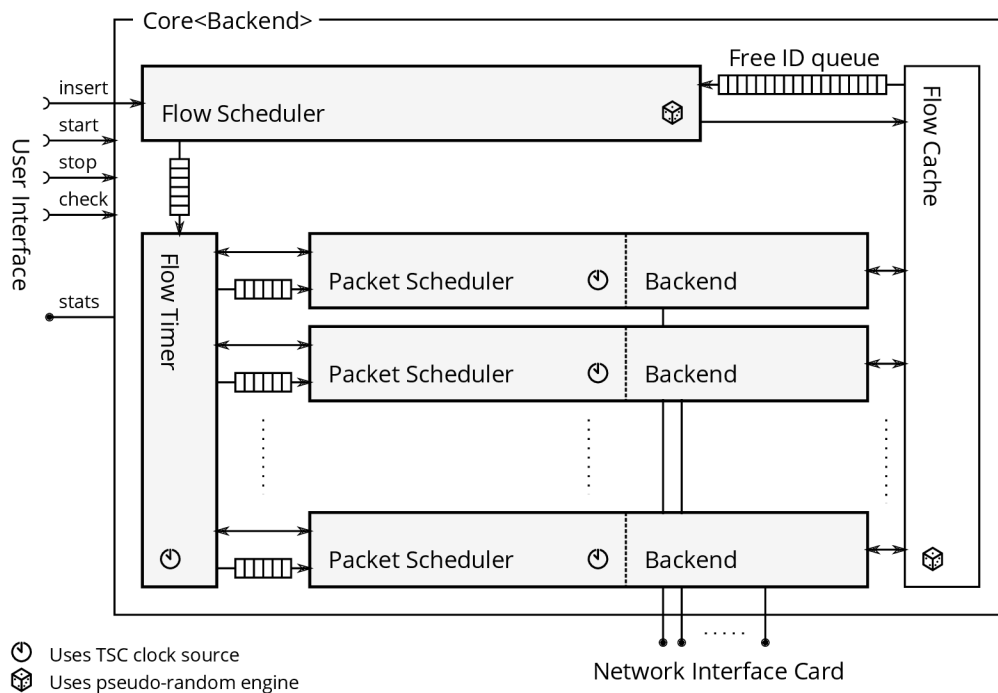 Core<Backend>
Free ID queue
insert
Flow Scheduler
Flow Cache
start
stop
check
User Interface
stats
Flow Timer
Packet Scheduler
Backend
Packet Scheduler
Backend
Packet Scheduler
Backend
Uses TSC clock source
Uses pseudo-random engine
Network Interface Card